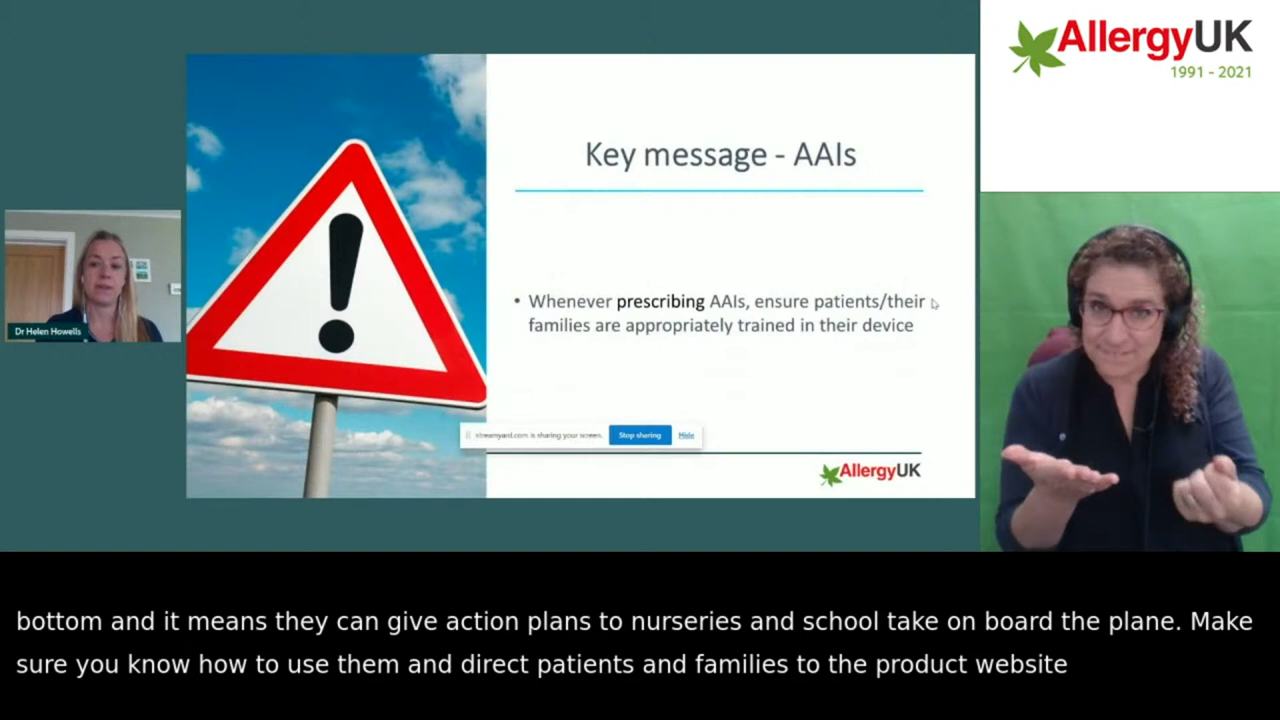 AllergyUK
1991 - 2021
Key message - AAIs
• Whenever prescribing AAIs, ensure patients/their
families are appropriately trained in their device
Dr Helen Howells
streamyard.com is sharing your screen. Stop sharing Hide
AllergyUK
bottom and it means they can give action plans to nurseries and school take on board the plane. Make
sure you know how to use them and direct patients and families to the product website